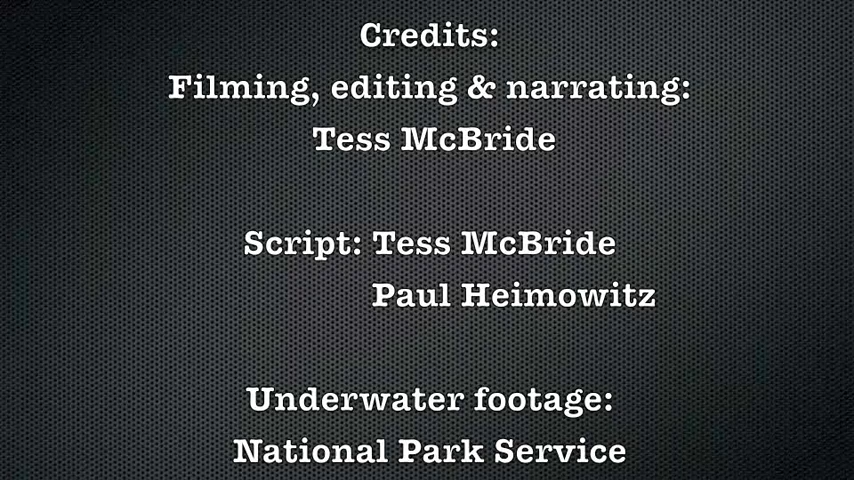 Credits:
Filming, editing & narrating:
Tess McBride
Script: Tess McBride
Paul Heimowitz
Underwater footage:
National Park Service